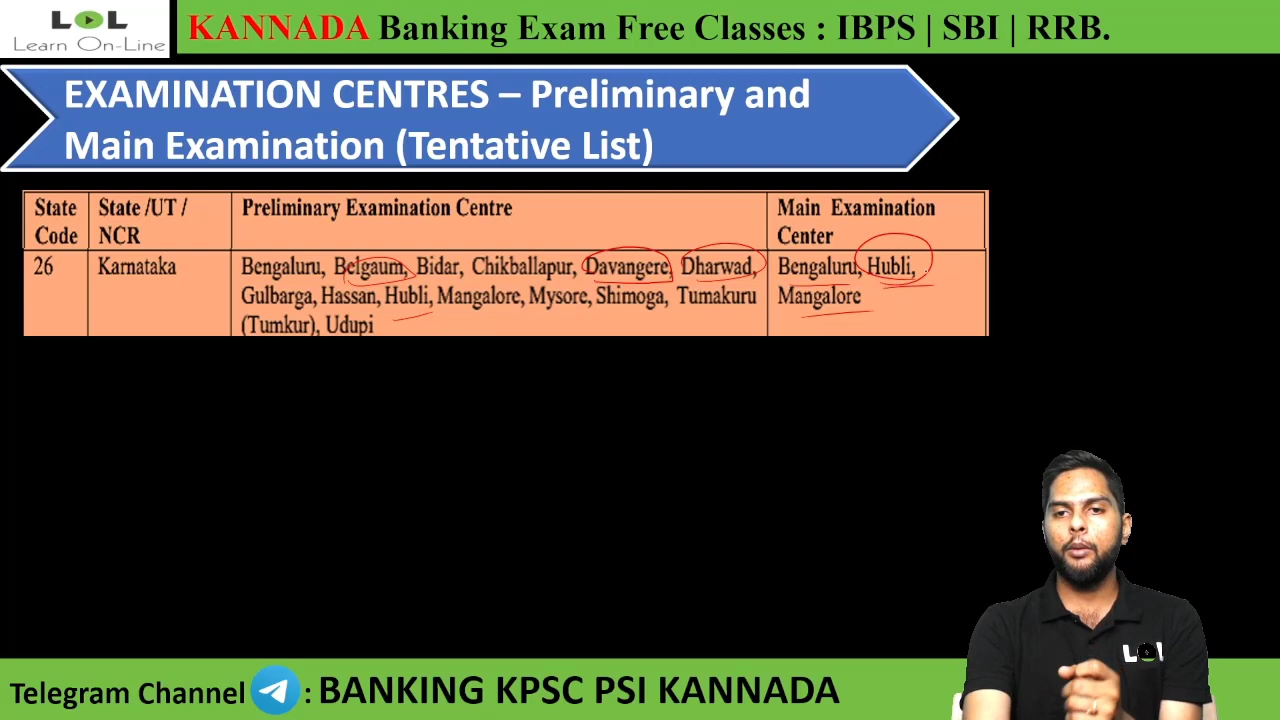 LOL
Learn On-Line
KANNADA Banking Exam Free Classes : IBPS | SBI | RRB.
EXAMINATION CENTRES – Preliminary and
Main Examination (Tentative List)
State Code
State /UT / NCR
Preliminary Examination Centre
Main Examination Center
26
Karnataka
Bengaluru, Belgaum, Bidar, Chikballapur, Davangere, Dharwad,
Gulbarga, Hassan, Hubli, Mangalore, Mysore, Shimoga, Tumakuru
(Tumkur), Udupi
Bengaluru, Hubli,
Mangalore
LOL
Telegram Channel : BANKING KPSC PSI KANNADA